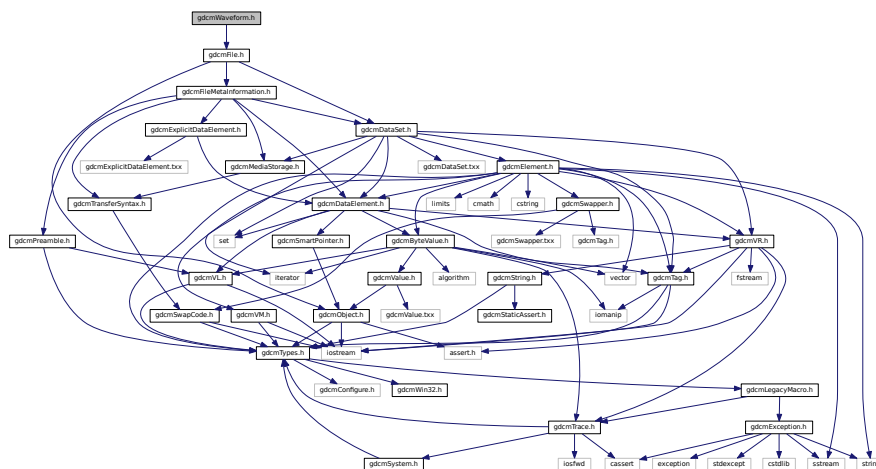 gdcmWaveform.h
gdcmFile.h
gdcmFileMetaInformation.h
gdcmExplicitDataElement.h
gdcmDataSet.h
gdcmExplicitDataElement.txx
gdcmMediaStorage.h
gdcmDataSet.txx
gdcmElement.h
gdcmTransferSyntax.h
gdcmDataElement.h
limits
cmath
cstring
gdcmSwapper.h
gdcmPreamble.h
set
gdcmSmartPointer.h
gdcmByteValue.h
gdcmSwapper.txx
gdcmTag.h
gdcmVR.h
gdcmVL.h
iterator
gdcmValue.h
algorithm
gdcmString.h
vector
gdcmTag.h
fstream
gdcmSwapCode.h
gdcmVM.h
gdcmObject.h
gdcmValue.txx
gdcmStaticAssert.h
iomanip
gdcmTypes.h
iostream
assert.h
gdcmConfigure.h
gdcmWin32.h
gdcmLegacyMacro.h
gdcmTrace.h
gdcmException.h
gdcmSystem.h
iosfwd
cassert
exception
stdexcept
cstdlib
sstream